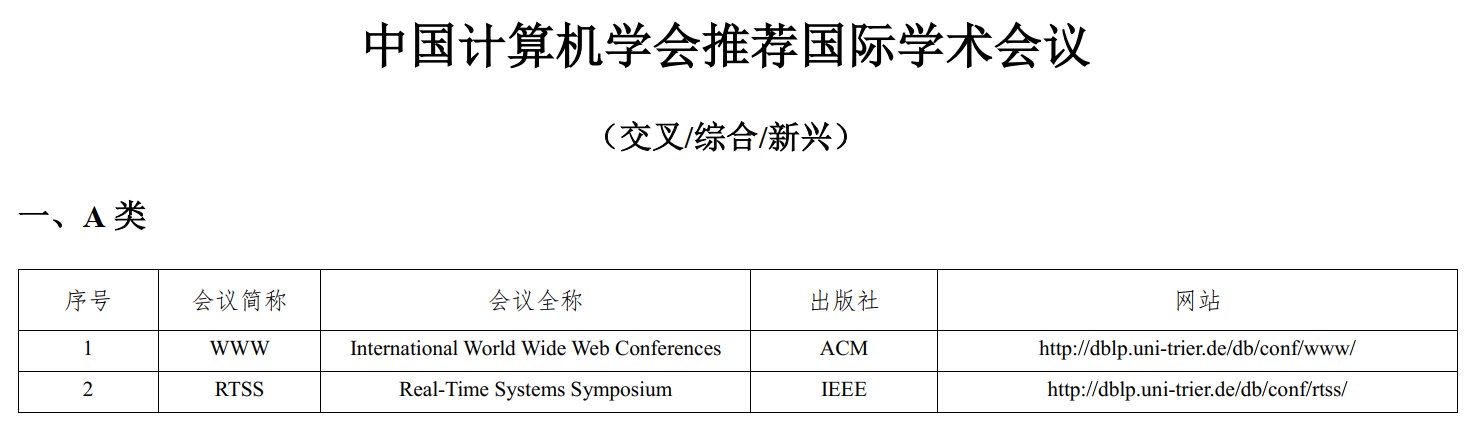 中国计算机学会推荐国际学术会议
（交叉/综合/新兴）
一、A 类
序号 会议简称 会议全称 出版社 网站
1 WWW International World Wide Web Conferences ACM http://dblp.uni-trier.de/db/conf/www/
2 RTSS Real-Time Systems Symposium IEEE http://dblp.uni-trier.de/db/conf/rtss/